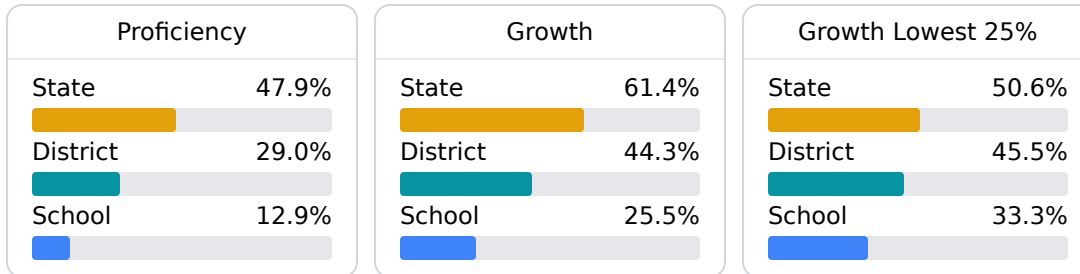 Proficiency
State 47.9%
District 29.0%
School 12.9%
Growth
State 61.4%
District 44.3%
School 25.5%
Growth Lowest 25%
State 50.6%
District 45.5%
School 33.3%